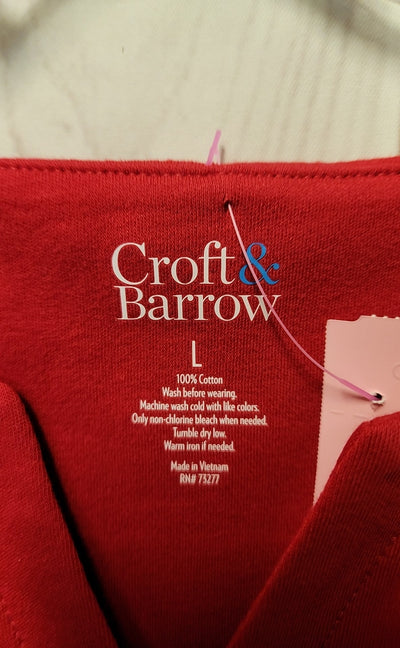 Croft&
Barrow
L
100% Cotton
Wash before wearing.
Machine wash cold with like colors.
Only non-chlorine bleach when needed.
Tumble dry low.
Warm iron if needed.
Made in Vietnam
RN# 73277